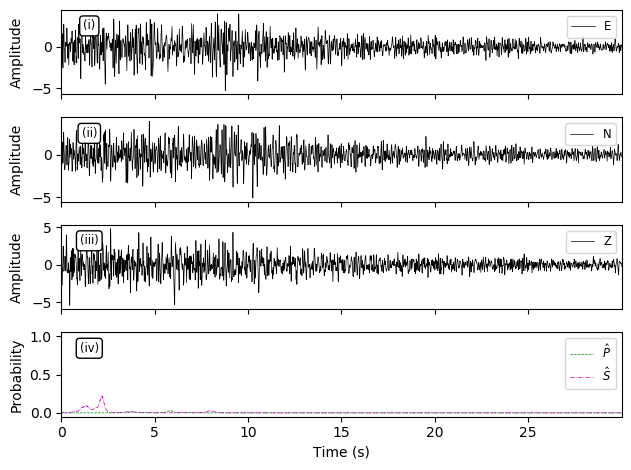 (i)
E
Amplitude
0
−5
(ii)
N
Amplitude
0
−5
(iii)
Z
Amplitude
5
0
−5
(iv)
P̂
Ŝ
Probability
1.0
0.5
0.0
0 5 10 15 20 25
Time (s)